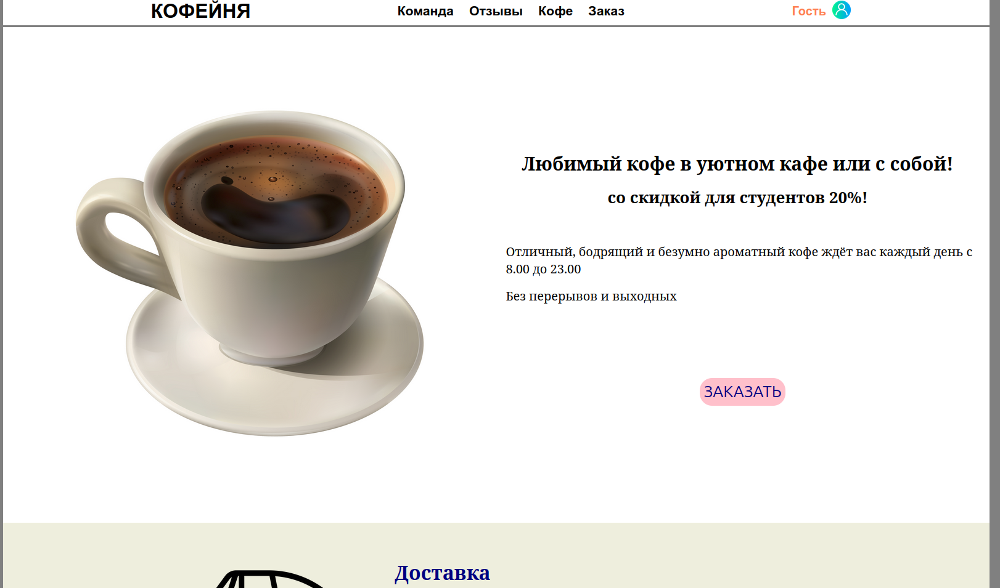 КОФЕЙНЯ
Команда Отзывы Кофе Заказ
Гость
Любимый кофе в уютном кафе или с собой!
со скидкой для студентов 20%!
Отличный, бодрящий и безумно ароматный кофе ждёт вас каждый день с
8.00 до 23.00
Без перерывов и выходных
ЗАКАЗАТЬ
Доставка